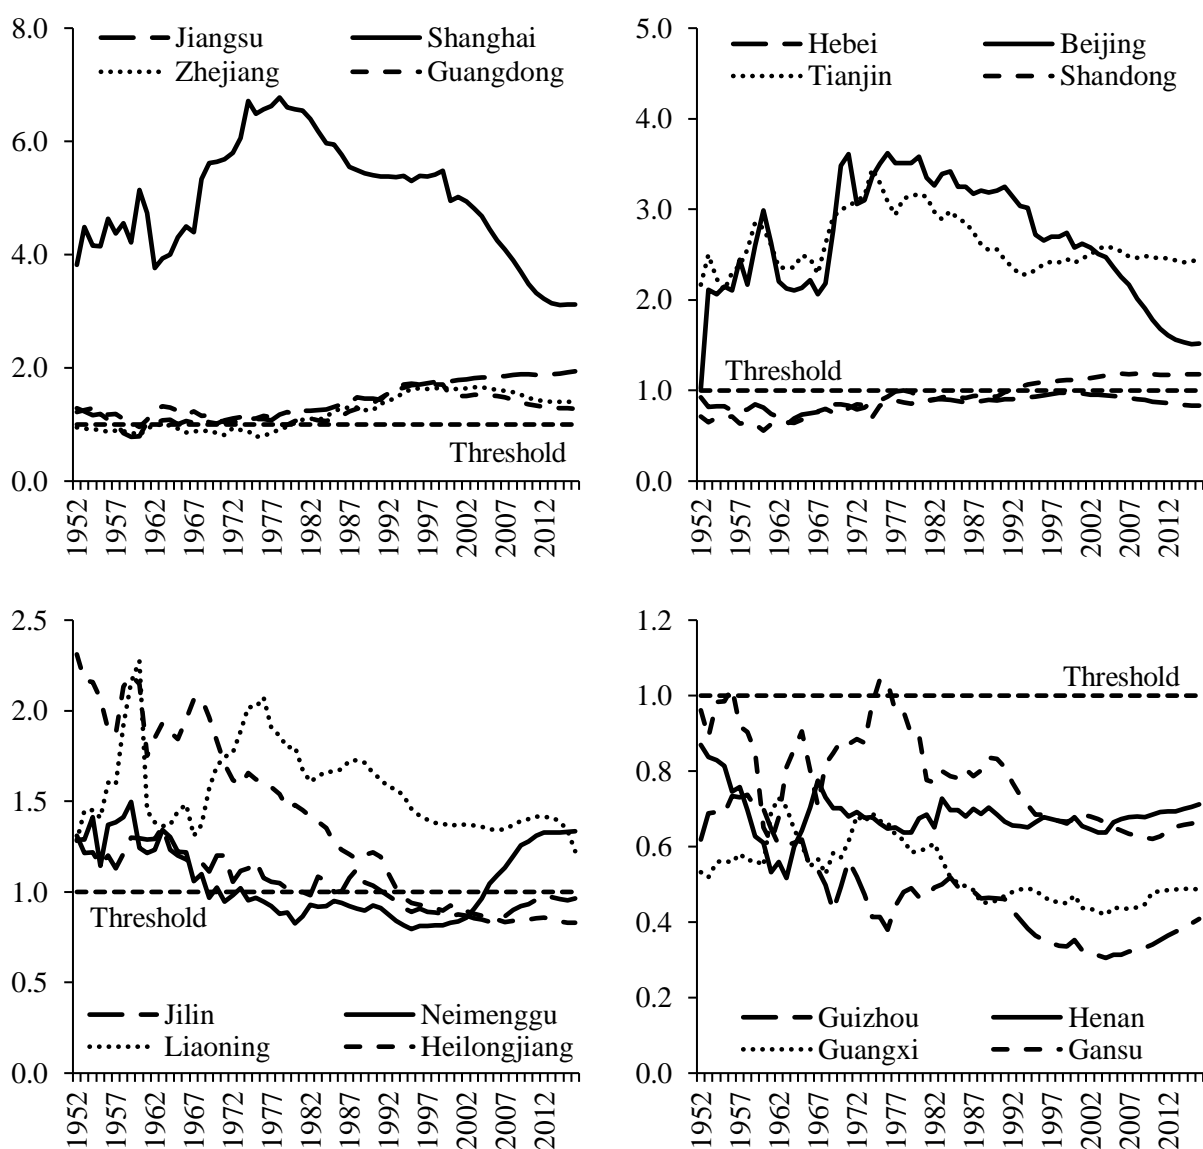 8.0
6.0
4.0
2.0
0.0
Jiangsu Shanghai
Zhejiang Guangdong
Threshold
1952 1957 1962 1967 1972 1977 1982 1987 1992 1997 2002 2007 2012
5.0
4.0
3.0
2.0
1.0
0.0
Hebei Beijing
Tianjin Shandong
Threshold
1952 1957 1962 1967 1972 1977 1982 1987 1992 1997 2002 2007 2012
2.5
2.0
1.5
1.0
0.5
0.0
Threshold
Jilin Neimenggu
Liaoning Heilongjiang
1952 1957 1962 1967 1972 1977 1982 1987 1992 1997 2002 2007 2012
1.2
1.0
0.8
0.6
0.4
0.2
0.0
Threshold
Guizhou Henan
Guangxi Gansu
1952 1957 1962 1967 1972 1977 1982 1987 1992 1997 2002 2007 2012